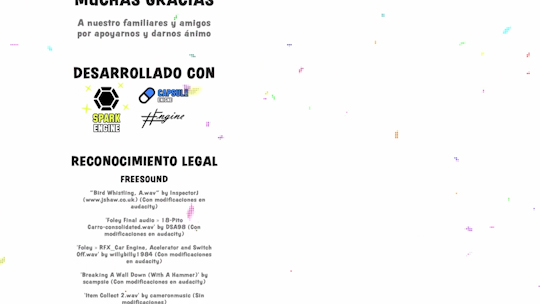 MUCHAS GRACIAS
A nuestro familiares y amigos
por apoyarnos y darnos ánimo
DESARROLLADO CON
SPARK
ENGINE
CAPSULE
ENGINE
#Engine
RECONOCIMIENTO LEGAL
FREESOUND
"Bird Whistling, A.wav" by InspectorJ
(www.jshaw.co.uk) (Con modificaciones en
audacity)
'Foley Final audio - 18-Pito
Carro-consolidated.wav' by DSA98 (Con
modificaciones en audacity)
'Foley - RFX_Car Engine, Acelerator and Switch
Off.wav' by willybilly1984 (Con modificaciones
en audacity)
'Breaking A Wall Down (With A Hammer)' by
scampsie (Con modificaciones en audacity)
'Item Collect 2.wav' by cameronmusic (Sin
modificaciones)